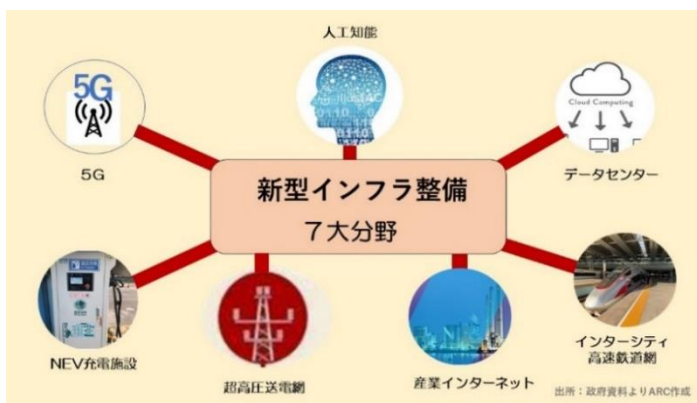 人工知能
5G
Cloud Computing
5G
データセンター
新型インフラ整備
7大分野
NEV充電施設
超高圧送電網
産業インターネット
インターシティ
高速鉄道網
出所:政府資料よりARC作成